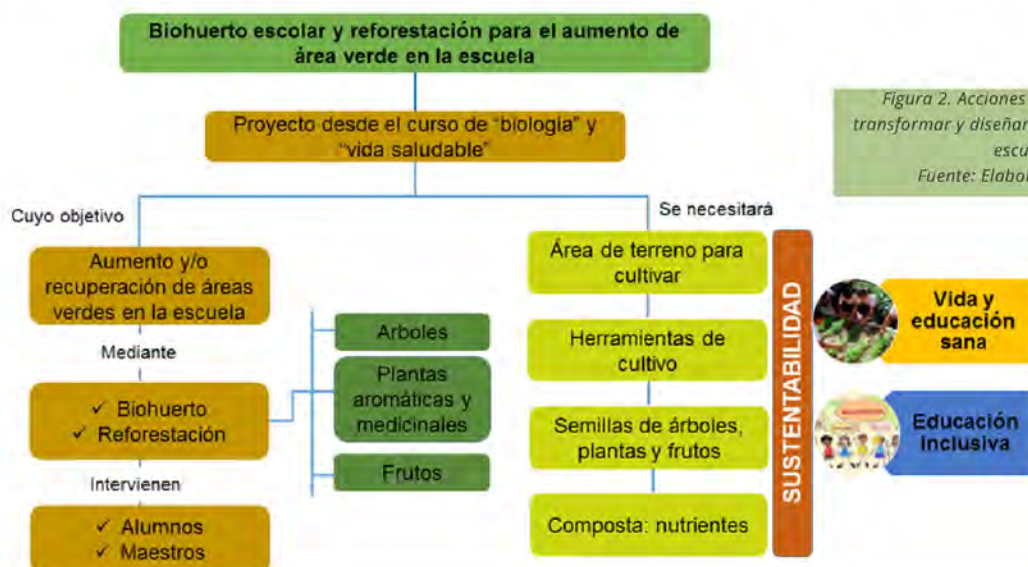 Biohuerto escolar y reforestación para el aumento de
área verde en la escuela
Proyecto desde el curso de “biología” y
“vida saludable”
Figura 2. Acciones
transformar y diseñar
escu
Fuente: Elabor
Cuyo objetivo
Aumento y/o
recuperación de áreas
verdes en la escuela
Mediante
✓ Biohuerto
✓ Reforestación
Intervienen
✓ Alumnos
✓ Maestros
Arboles
Plantas
aromáticas y
medicinales
Frutos
Se necesitará
Área de terreno para
cultivar
Herramientas de
cultivo
Semillas de árboles,
plantas y frutos
Composta: nutrientes
SUSTENTABILIDAD
Vida y
educación
sana
Educación
inclusiva